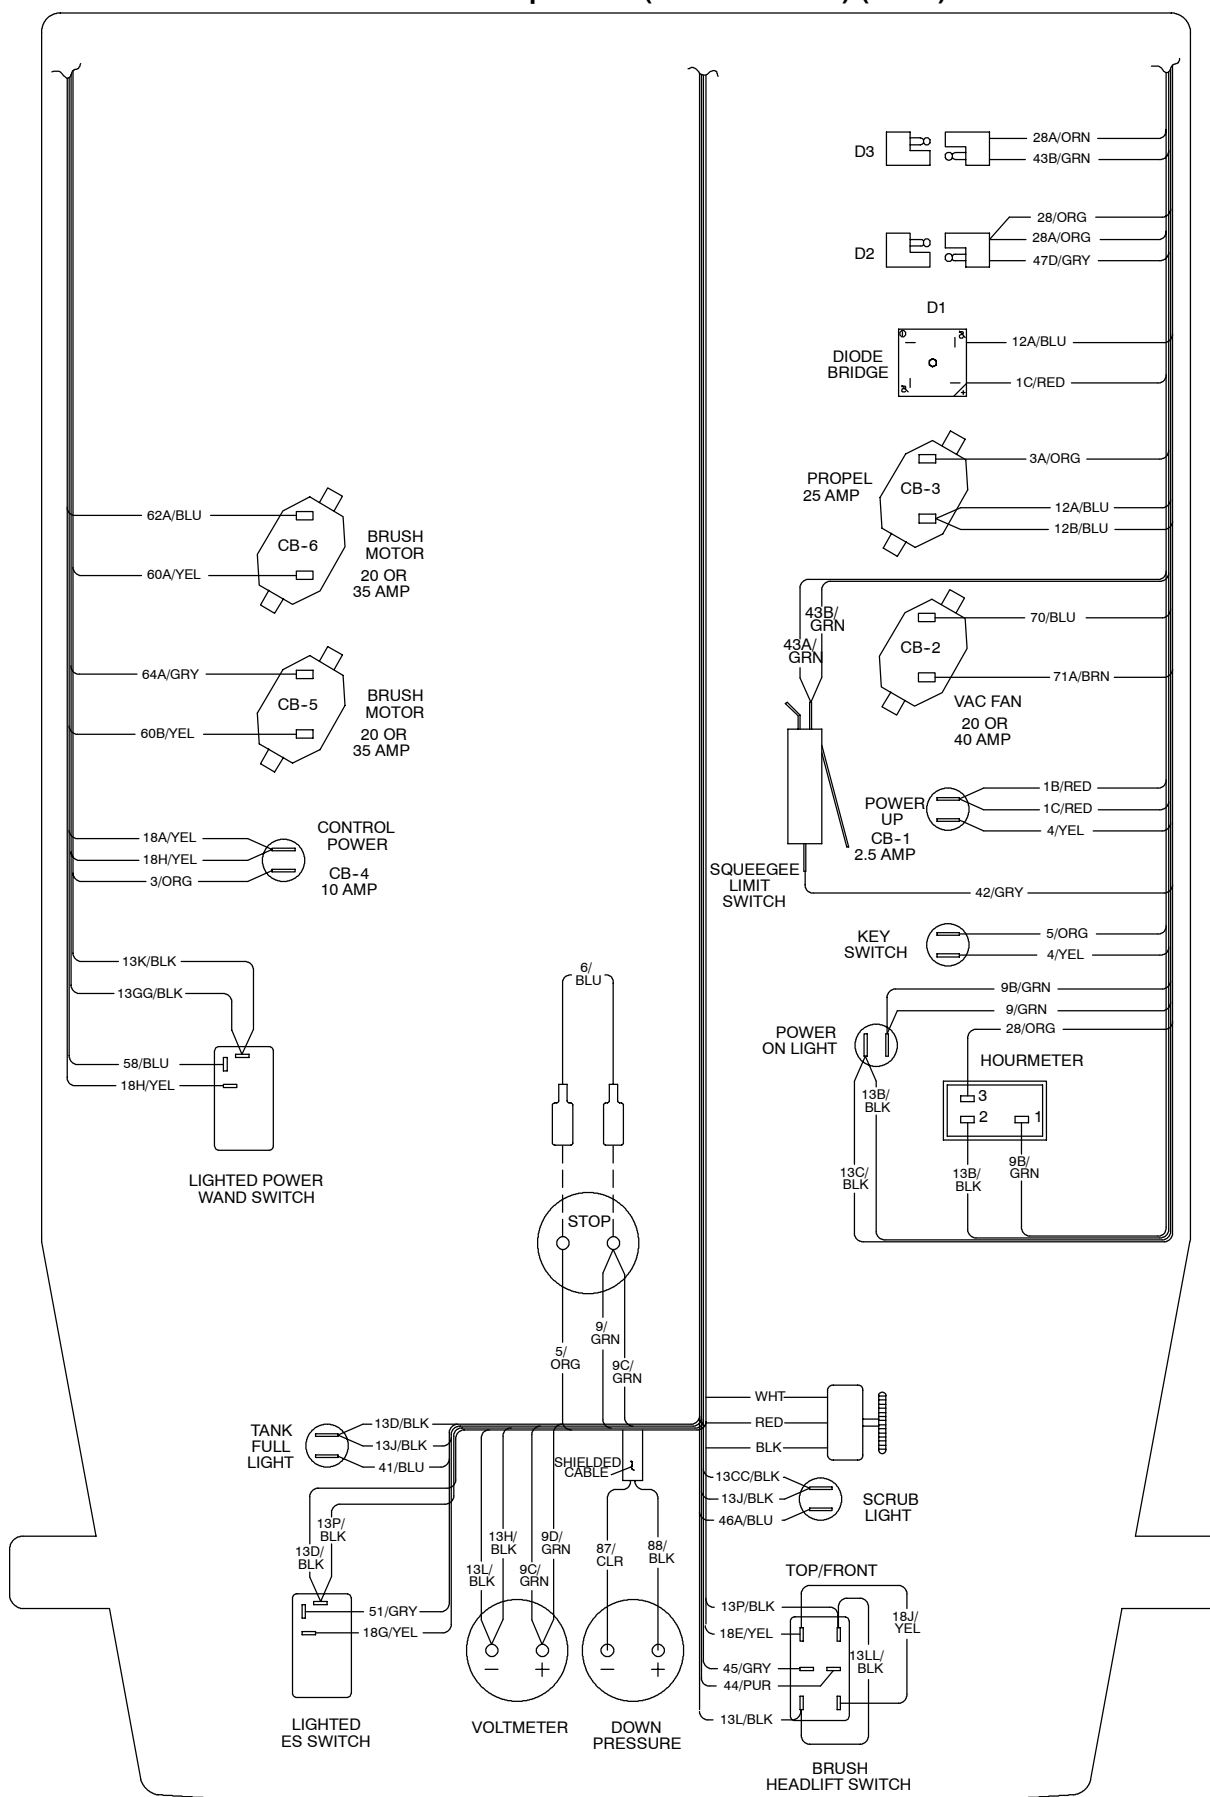 28A/ORN
D3
43B/GRN
28/ORG
28A/ORG
D2
47D/GRY
D1
12A/BLU
DIODE
BRIDGE
1C/RED
+
3A/ORG
PROPEL
25 AMP
CB-3
12A/BLU
12B/BLU
62A/BLU
BRUSH
MOTOR
CB-6
60A/YEL
20 OR
35 AMP
43B/
GRN
43A/
GRN
70/BLU
CB-2
71A/BRN
VAC FAN
20 OR
40 AMP
64A/GRY
BRUSH
MOTOR
CB-5
60B/YEL
20 OR
35 AMP
1B/RED
POWER
UP
1C/RED
4/YEL
CB-1
2.5 AMP
CONTROL
POWER
18A/YEL
18H/YEL
3/ORG
CB-4
10 AMP
SQUEEGEE
LIMIT
SWITCH
42/GRY
KEY
SWITCH
5/ORG
4/YEL
13K/BLK
13GG/BLK
6/
BLU
9B/GRN
9/GRN
28/ORG
POWER
ON LIGHT
HOURMETER
58/BLU
18H/YEL
13B/
BLK
3
2
1
LIGHTED POWER
WAND SWITCH
13C/
BLK
13B/
BLK
9B/
GRN
STOP
9/
GRN
5/
ORG
9C/
GRN
WHT
RED
BLK
TANK
FULL
LIGHT
13D/BLK
13J/BLK
41/BLU
SHIELDED
CABLE
13CC/BLK
13J/BLK
46A/BLU
SCRUB
LIGHT
13P/
BLK
13D/
BLK
13H/
BLK
13L/
BLK
9D/
GRN
9C/
GRN
87/
CLR
88/
BLK
TOP/FRONT
51/GRY
18G/YEL
13P/BLK
18E/YEL
18J/
YEL
13LL/
BLK
45/GRY
44/PUR
13L/BLK
− +
− +
LIGHTED
ES SWITCH
VOLTMETER
DOWN
PRESSURE
BRUSH
HEADLIFT SWITCH